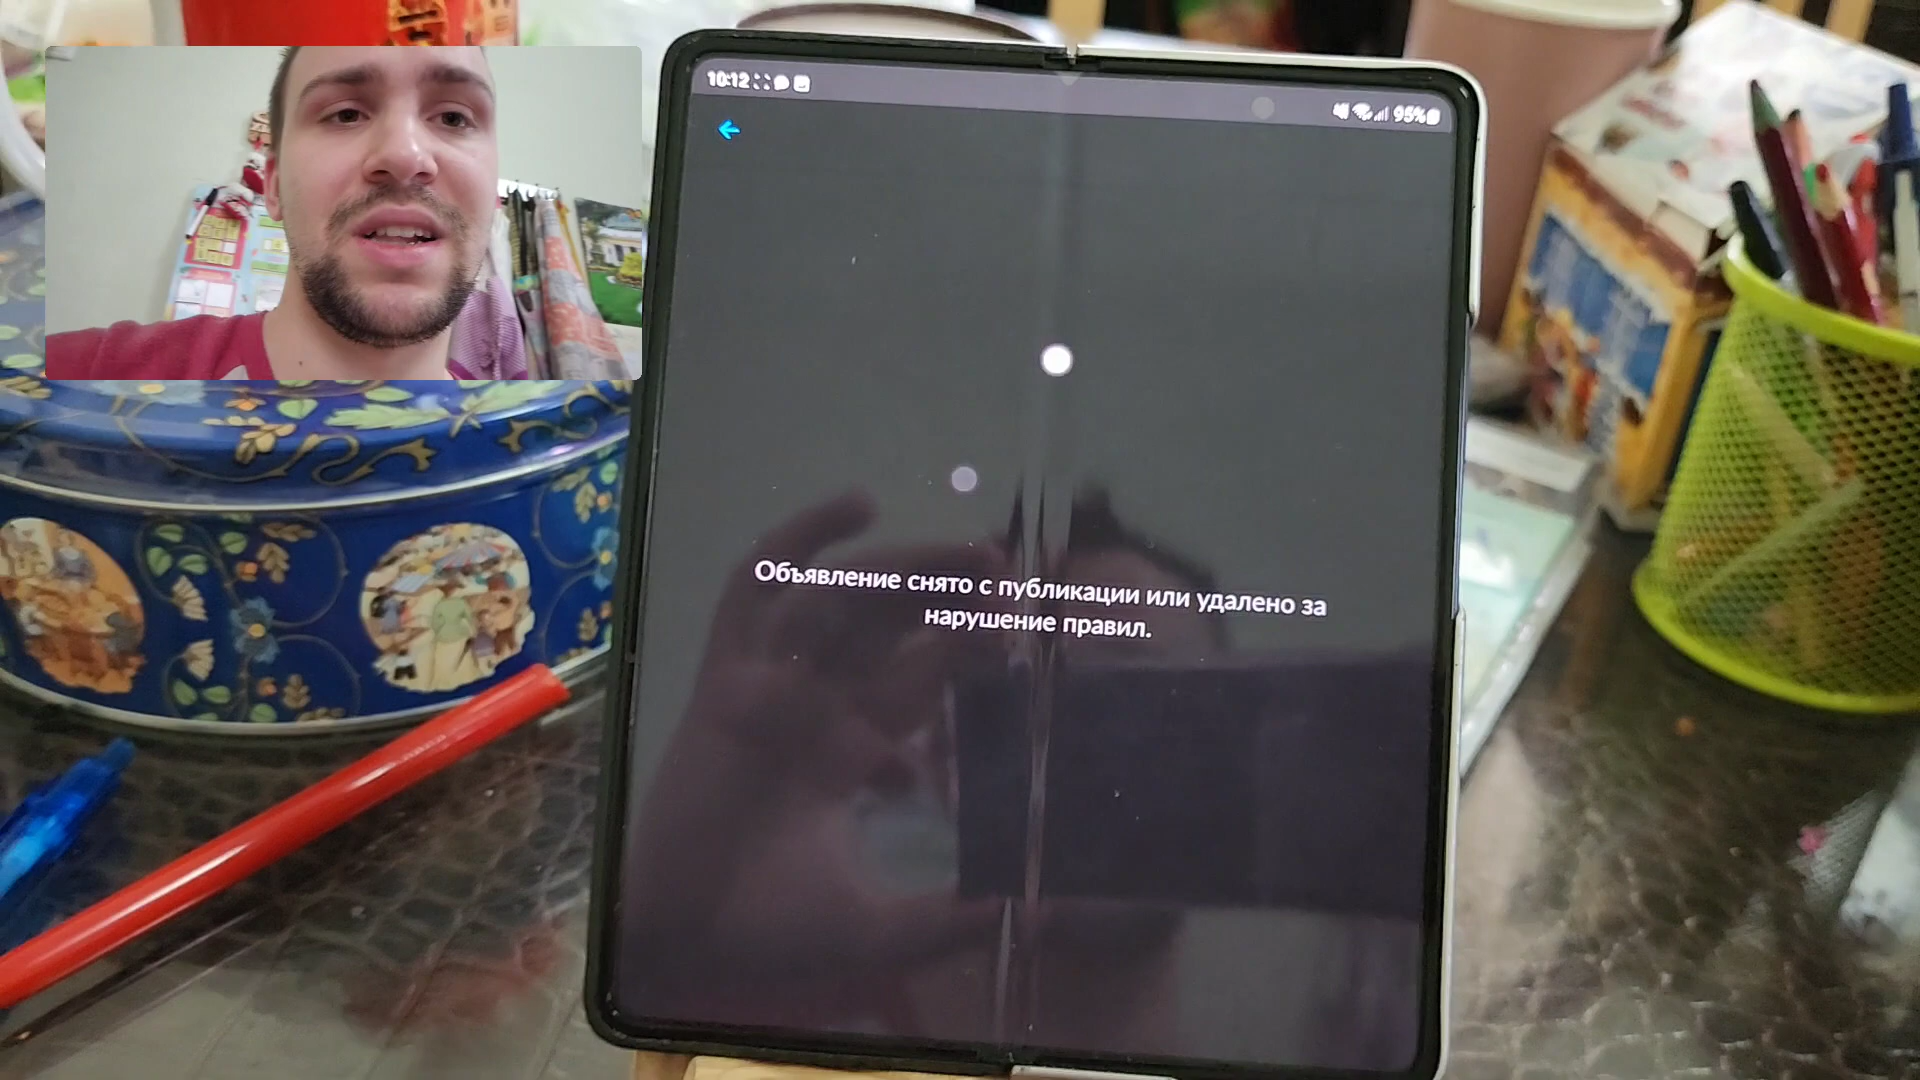 10:12
95%
Объявление снято с публикации или удалено за
нарушение правил.